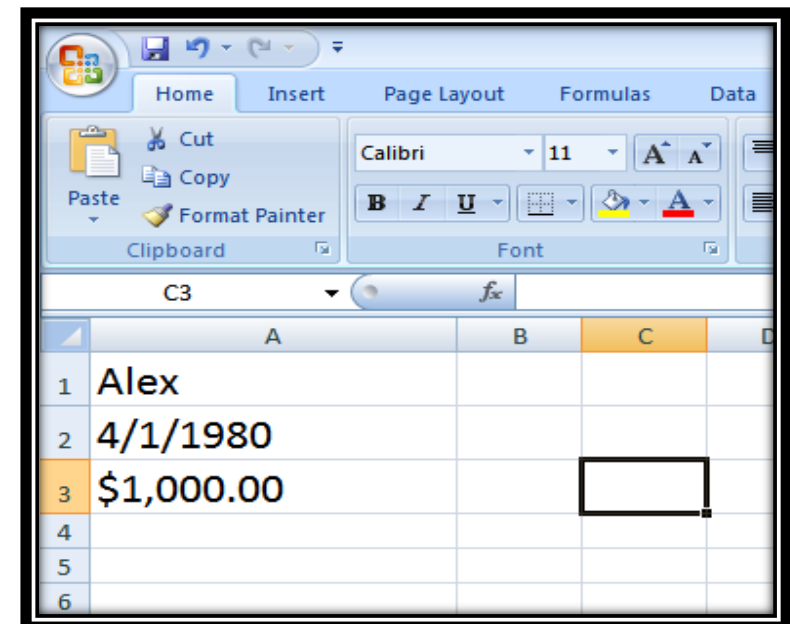 Home Insert Page Layout Formulas Data
Cut
Calibri 11 A A
Copy
Paste
B I U A
Format Painter
Clipboard Font
C3 fx
A B C D
1 Alex
2 4/1/1980
3 $1,000.00
4
5
6